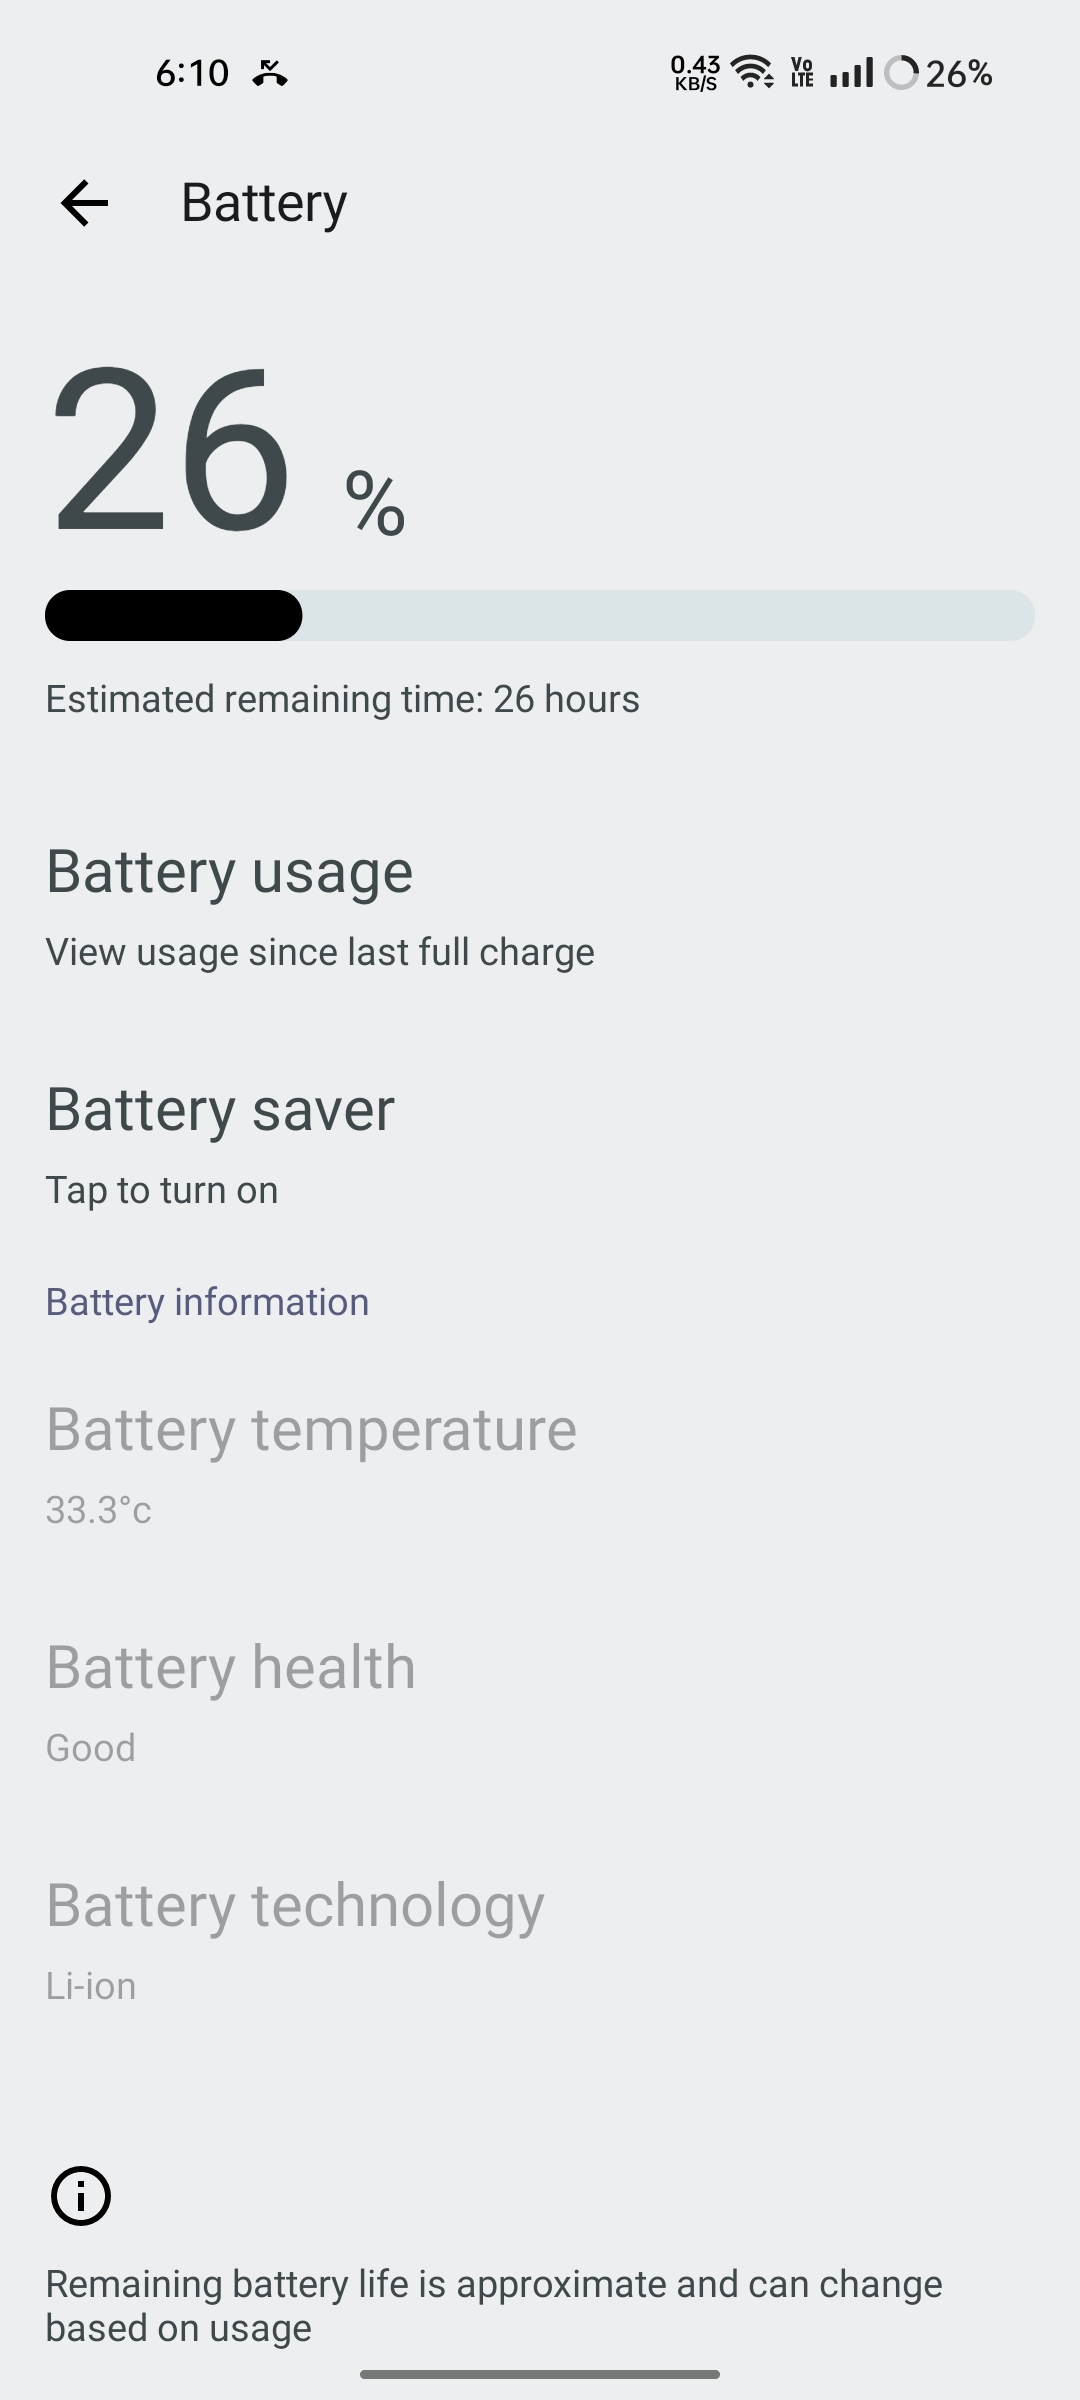 6:10
0.43 KB/S Vo LTE 26%
Battery
26 %
Estimated remaining time: 26 hours
Battery usage
View usage since last full charge
Battery saver
Tap to turn on
Battery information
Battery temperature
33.3°c
Battery health
Good
Battery technology
Li-ion
Remaining battery life is approximate and can change
based on usage